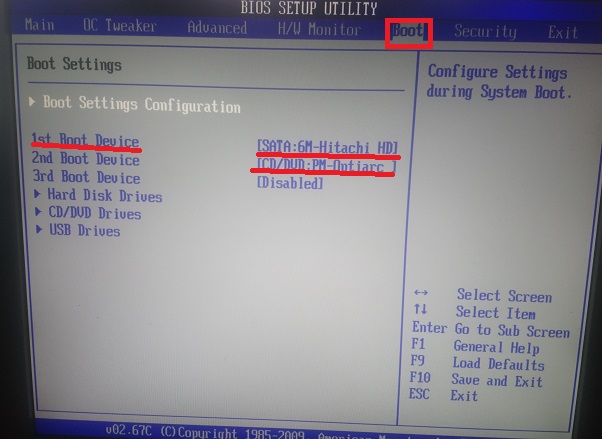 BIOS SETUP UTILITY
Main OC Tweaker Advanced H/W Monitor Boot Security Exit
Boot Settings
Boot Settings Configuration
1st Boot Device [SATA:6M-Hitachi HD]
2nd Boot Device [CD/DVD:PM-Optiarc ]
3rd Boot Device [Disabled]
Hard Disk Drives
CD/DVD Drives
USB Drives
Configure Settings
during System Boot.
↔ Select Screen
↑↓ Select Item
Enter Go to Sub Screen
F1 General Help
F9 Load Defaults
F10 Save and Exit
ESC Exit
v02.67C (C)Copyright 1985-2009, American